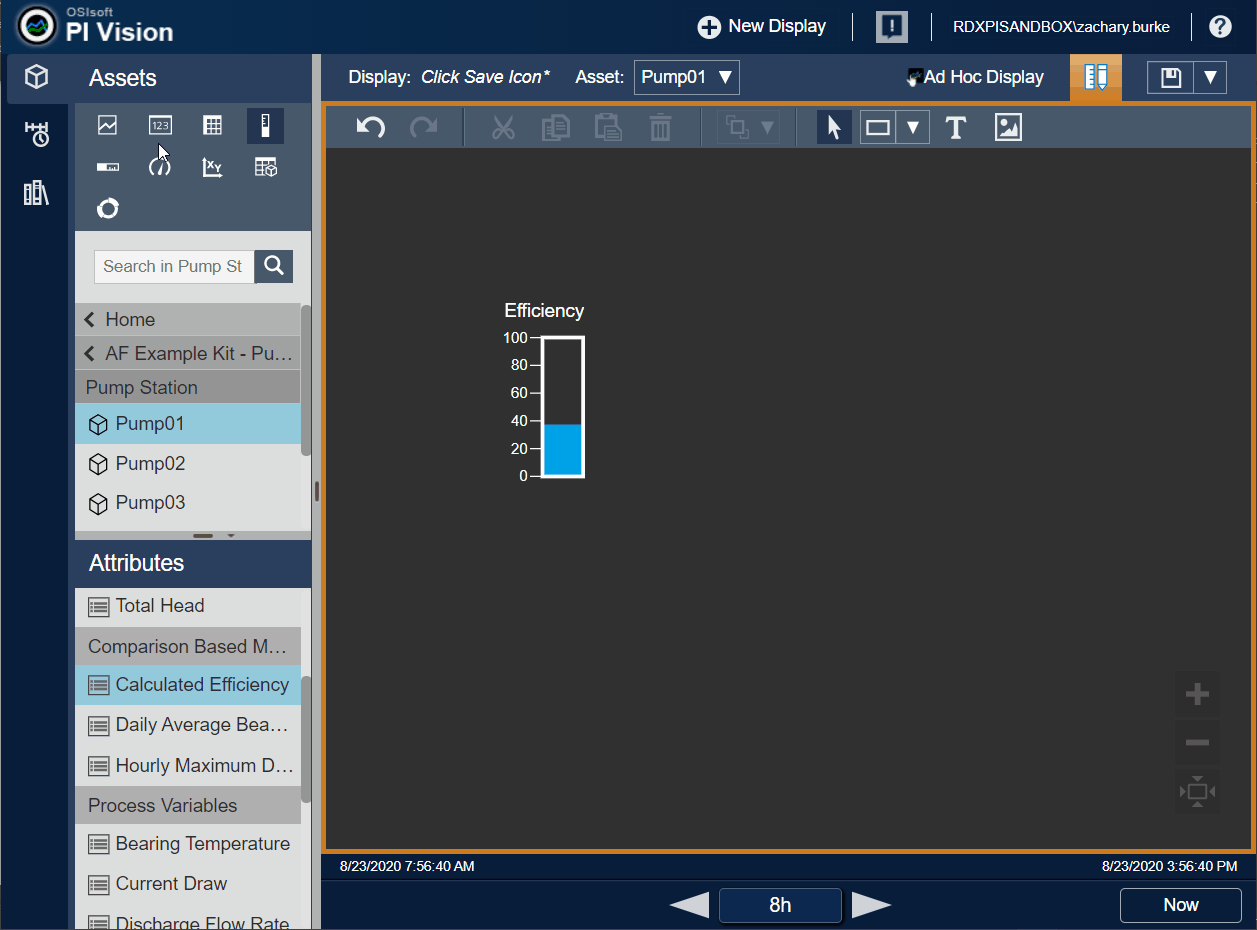 OSIsoft
PI Vision
New Display
RDXPISANDBOX\zachary.burke
?
Assets
Display: Click Save Icon*
Asset: Pump01
Ad Hoc Display
123
XY
T
Search in Pump St
Home
AF Example Kit - Pu...
Pump Station
Pump01
Pump02
Pump03
Attributes
Total Head
Comparison Based M...
Calculated Efficiency
Daily Average Bea...
Hourly Maximum D...
Process Variables
Bearing Temperature
Current Draw
Discharge Flow Rate
Efficiency
100
80
60
40
20
0
8/23/2020 7:56:40 AM
8/23/2020 3:56:40 PM
8h
Now